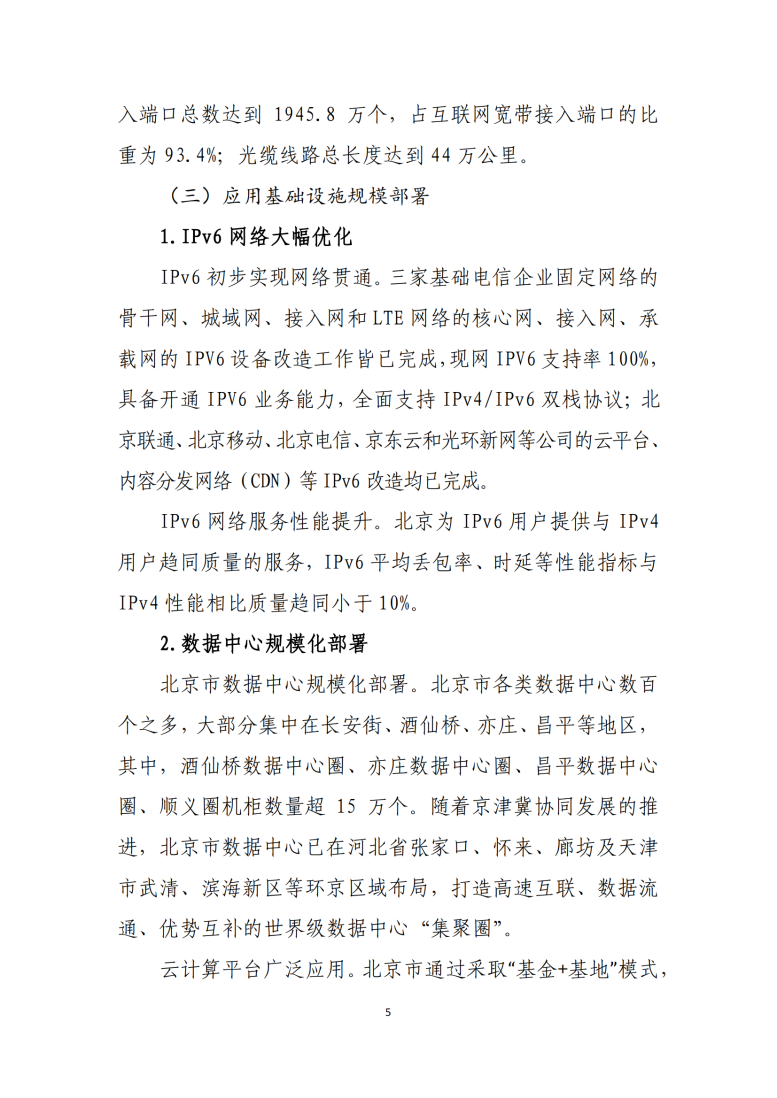 入端口总数达到 1945.8 万个，占互联网宽带接入端口的比
重为 93.4%；光缆线路总长度达到 44 万公里。
（三）应用基础设施规模部署
1.IPv6 网络大幅优化
IPv6 初步实现网络贯通。三家基础电信企业固定网络的
骨干网、城域网、接入网和 LTE 网络的核心网、接入网、承
载网的 IPV6 设备改造工作皆已完成，现网 IPV6 支持率 100%，
具备开通 IPV6 业务能力，全面支持 IPv4/IPv6 双栈协议；北
京联通、北京移动、北京电信、京东云和光环新网等公司的云平台、
内容分发网络（CDN）等 IPv6 改造均已完成。
IPv6 网络服务性能提升。北京为 IPv6 用户提供与 IPv4
用户趋同质量的服务，IPv6 平均丢包率、时延等性能指标与
IPv4 性能相比质量趋同小于 10%。
2.数据中心规模化部署
北京市数据中心规模化部署。北京市各类数据中心数百
个之多，大部分集中在长安街、酒仙桥、亦庄、昌平等地区，
其中，酒仙桥数据中心圈、亦庄数据中心圈、昌平数据中心
圈、顺义圈机柜数量超 15 万个。随着京津冀协同发展的推
进，北京市数据中心已在河北省张家口、怀来、廊坊及天津
市武清、滨海新区等环京区域布局，打造高速互联、数据流
通、优势互补的世界级数据中心“集聚圈”。
云计算平台广泛应用。北京市通过采取“基金+基地”模式，
5